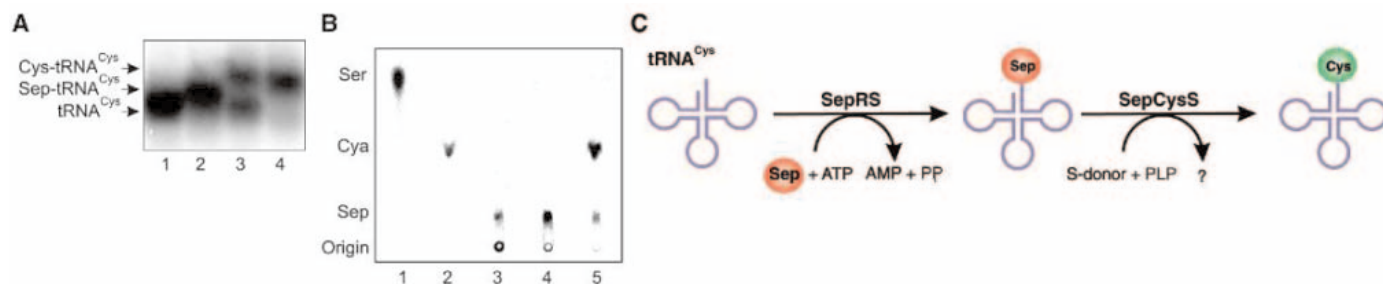 A
Cys-tRNA^Cys
Sep-tRNA^Cys
tRNA^Cys
1 2 3 4
B
Ser
Cya
Sep
Origin
1 2 3 4 5
C
tRNA^Cys
SepRS
Sep + ATP AMP + PPi
Sep
SepCysS
S-donor + PLP ?
Cys